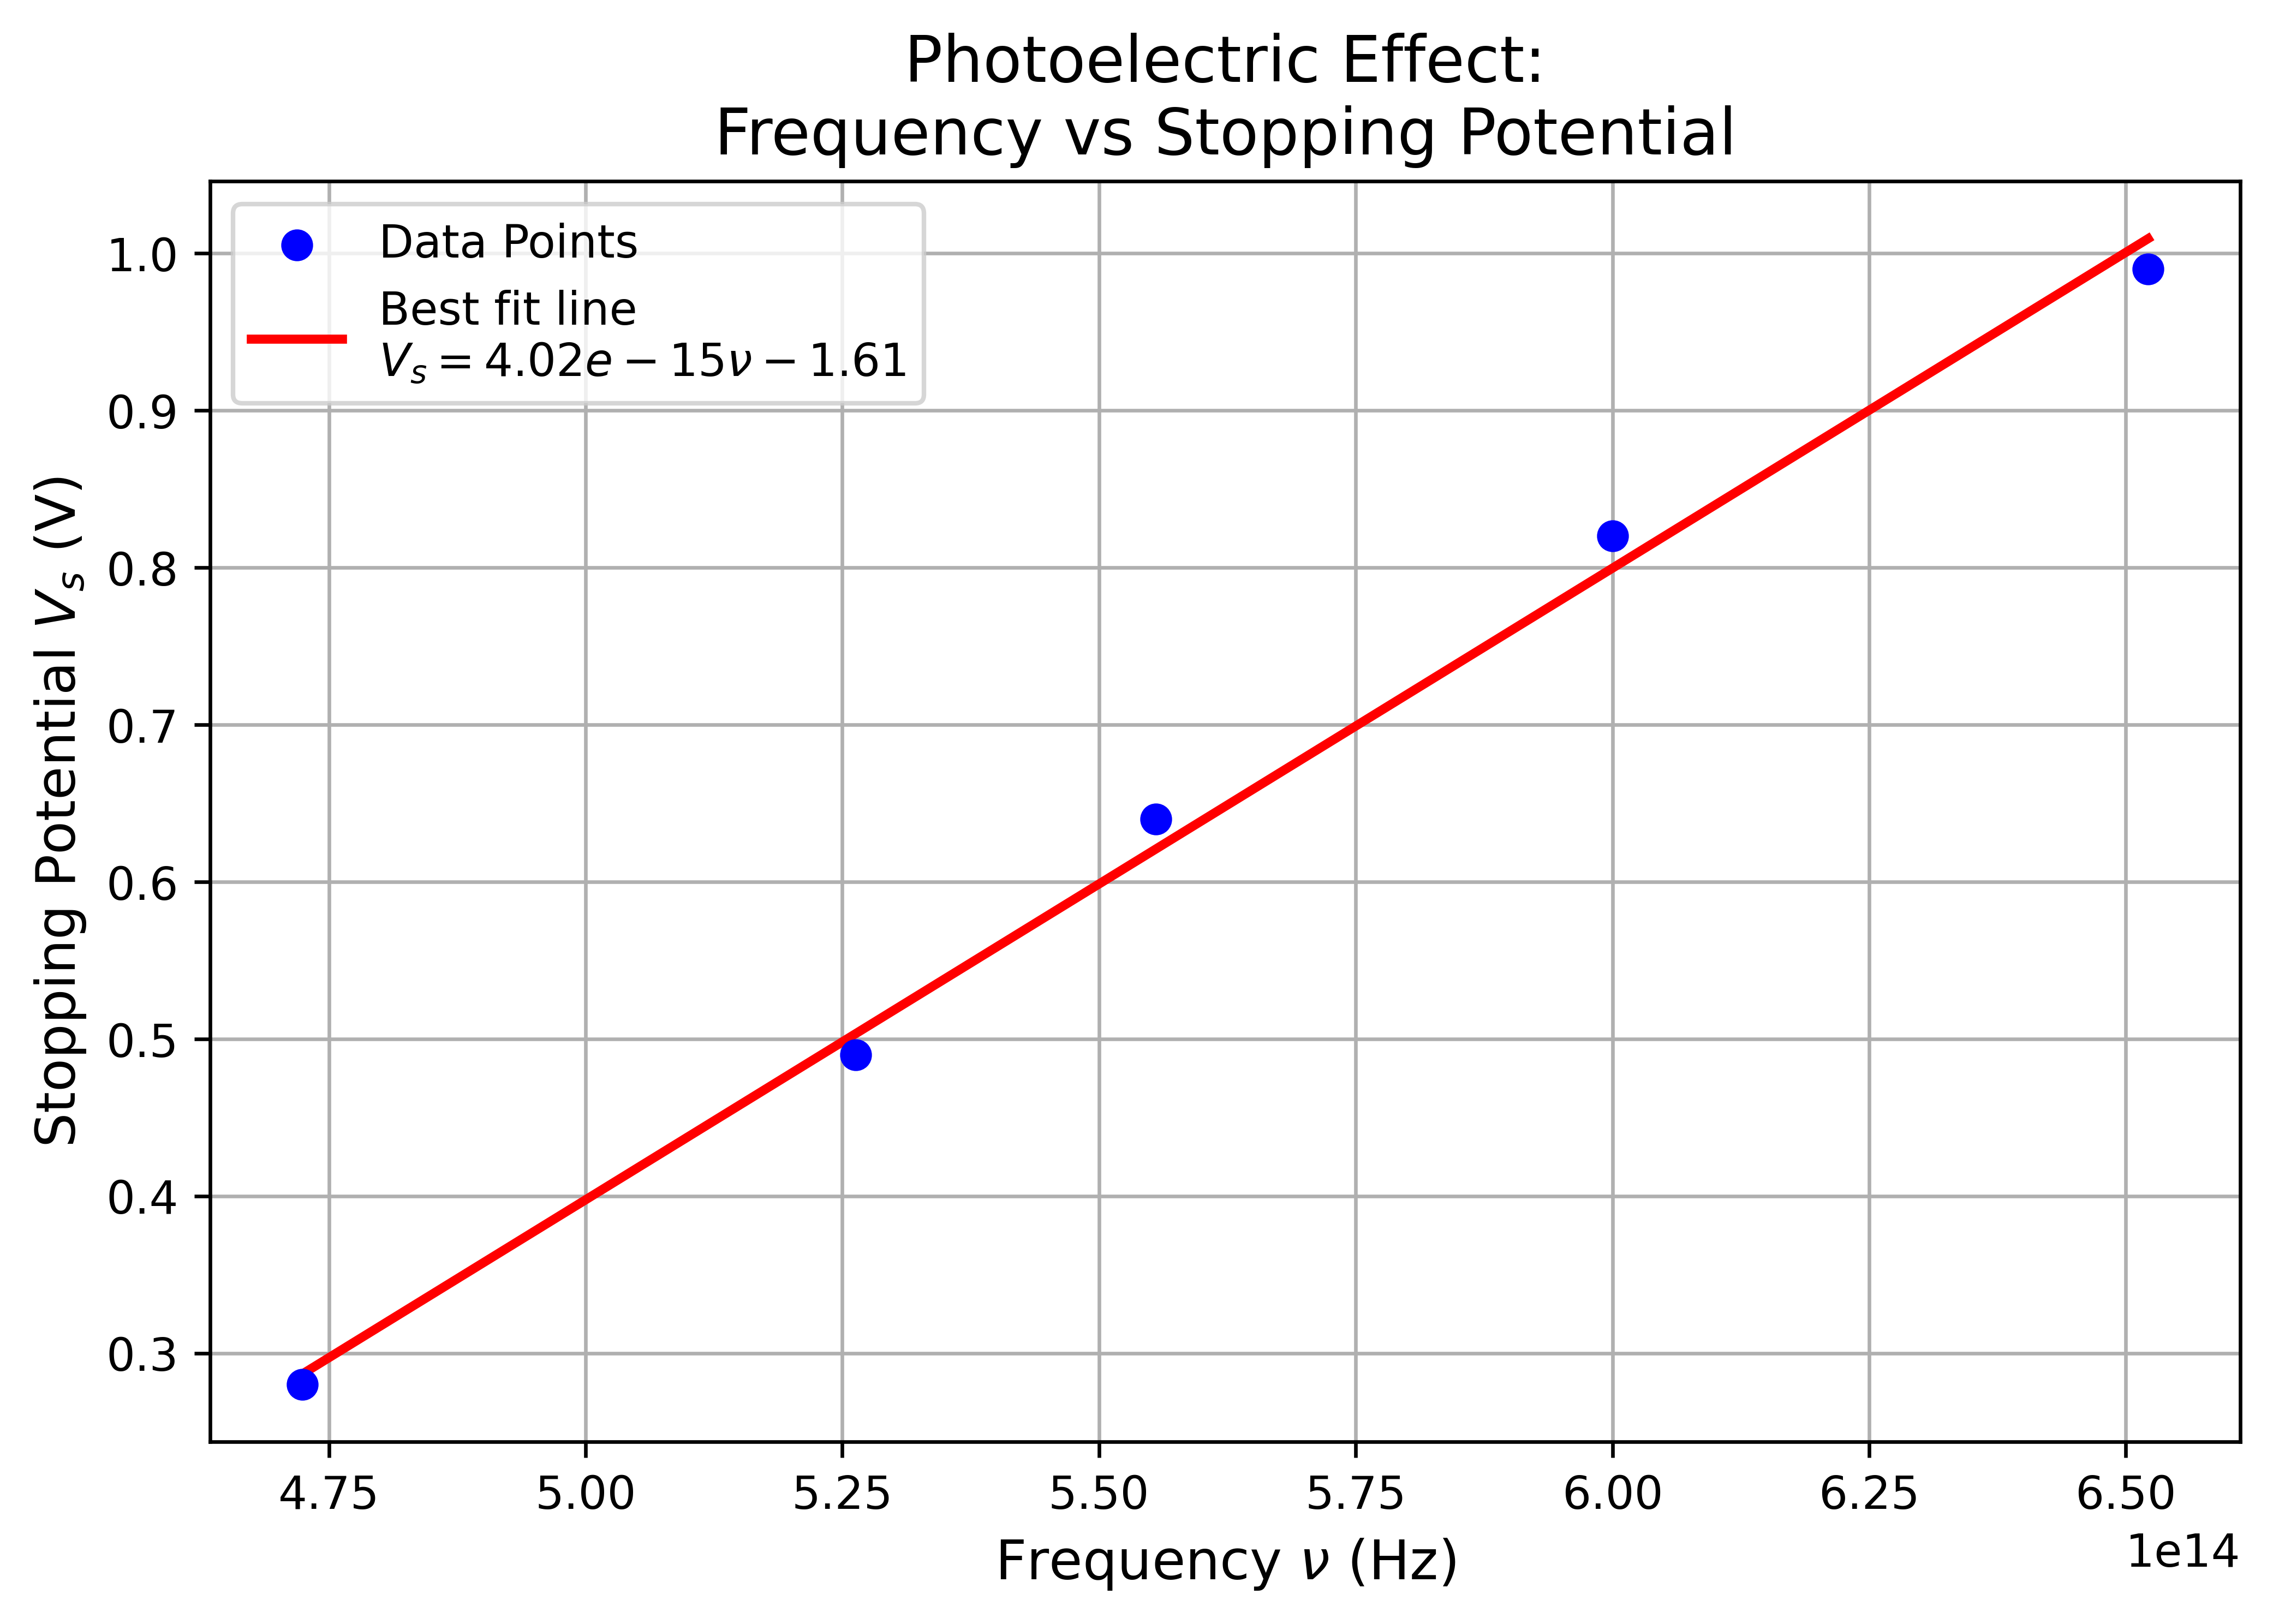 Photoelectric Effect:
Frequency vs Stopping Potential
Data Points
Best fit line
Vₛ = 4.02e − 15ν − 1.61
1.0
0.9
0.8
0.7
0.6
0.5
0.4
0.3
Stopping Potential Vₛ (V)
4.75 5.00 5.25 5.50 5.75 6.00 6.25 6.50
1e14
Frequency ν (Hz)